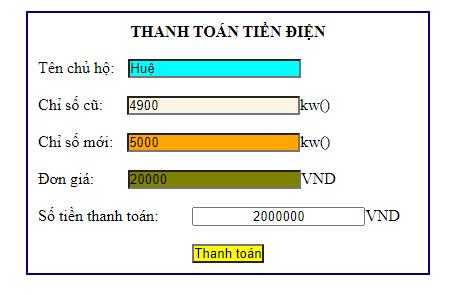 THANH TOÁN TIỀN ĐIỆN
Tên chủ hộ: Huệ
Chỉ số cũ: 4900 kw()
Chỉ số mới: 5000 kw()
Đơn giá: 20000 VND
Số tiền thanh toán: 2000000 VND
Thanh toán